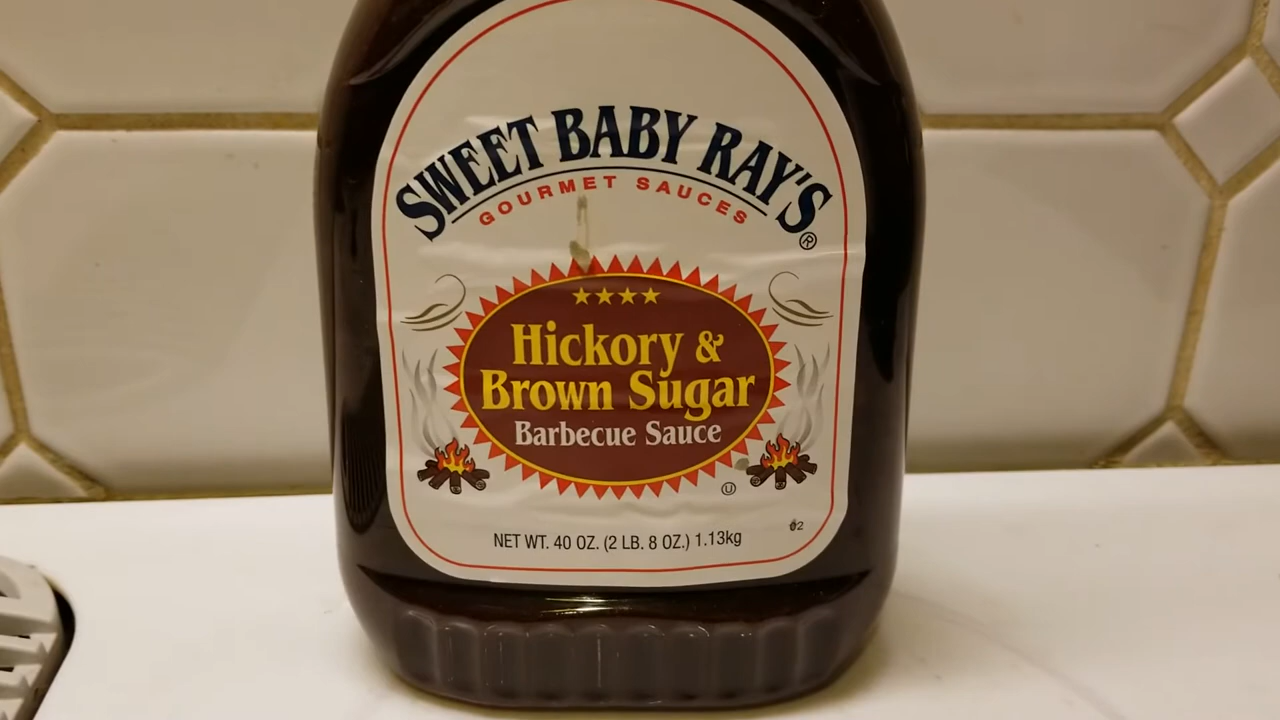 SWEET BABY RAY'S
®
GOURMET SAUCES
Hickory &
Brown Sugar
Barbecue Sauce
U
NET WT. 40 OZ. (2 LB. 8 OZ.) 1.13kg